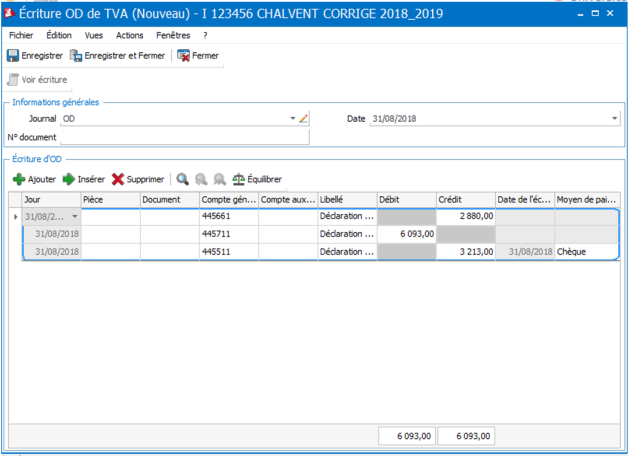 Écriture OD de TVA (Nouveau) - I 123456 CHALVENT CORRIGE 2018_2019
Fichier Édition Vues Actions Fenêtres ?
Enregistrer Enregistrer et Fermer Fermer
Voir écriture
Informations générales
Journal OD Date 31/08/2018
N° document
Écriture d'OD
Ajouter Insérer Supprimer Équilibrer
Jour Pièce Document Compte gén... Compte aux... Libellé Débit Crédit Date de l'éc... Moyen de pai...
31/08/2... 445661 Déclaration ... 2 880,00
31/08/2018 445711 Déclaration ... 6 093,00
31/08/2018 445511 Déclaration ... 3 213,00 31/08/2018 Chèque
6 093,00 6 093,00